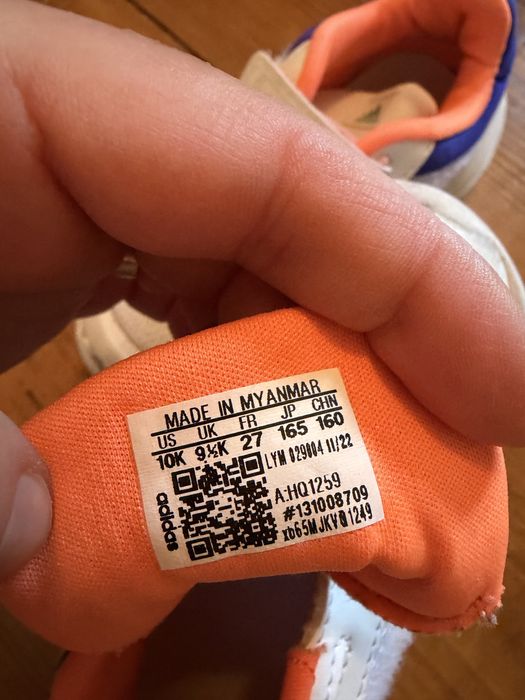 MADE IN MYANMAR
US UK FR JP CHN
10K 9½K 27 165 160
LYM 029004 11/22
adidas
A:HQ1259
#131008709
xb65MJKVQ1249